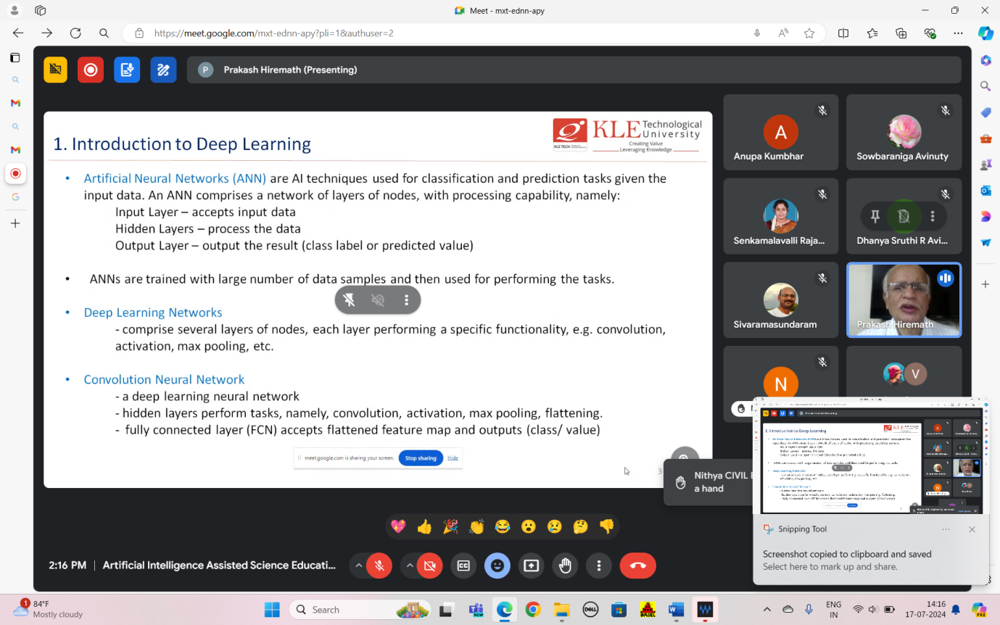 Meet - mxt-ednn-apy
https://meet.google.com/mxt-ednn-apy?pli=1&authuser=2
P Prakash Hiremath (Presenting)
1. Introduction to Deep Learning
KLE TECH
KLE Technological University
Creating Value
Leveraging Knowledge
• Artificial Neural Networks (ANN) are AI techniques used for classification and prediction tasks given the
input data. An ANN comprises a network of layers of nodes, with processing capability, namely:
Input Layer – accepts input data
Hidden Layers – process the data
Output Layer – output the result (class label or predicted value)
• ANNs are trained with large number of data samples and then used for performing the tasks.
• Deep Learning Networks
- comprise several layers of nodes, each layer performing a specific functionality, e.g. convolution,
activation, max pooling, etc.
• Convolution Neural Network
- a deep learning neural network
- hidden layers perform tasks, namely, convolution, activation, max pooling, flattening.
- fully connected layer (FCN) accepts flattened feature map and outputs (class/ value)
meet.google.com is sharing your screen. Stop sharing Hide
3
A
Anupa Kumbhar
Sowbaraniga Avinuty
Senkamalavalli Raja...
Dhanya Sruthi R Avi...
Sivaramasundaram
Prakash Hiremath
N
V
Nithya CIVIL
a hand
Snipping Tool
Screenshot copied to clipboard and saved
Select here to mark up and share.
2:16 PM | Artificial Intelligence Assisted Science Educati...
1
84°F
Mostly cloudy
Search
NEW
DELL
ENG
IN
14:16
17-07-2024
PRE